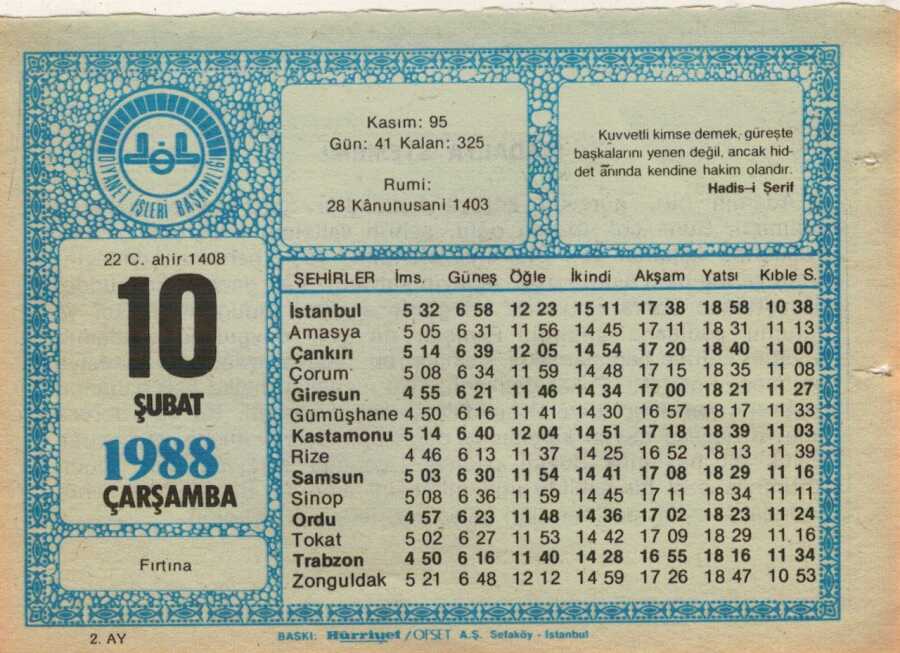 DİYANET İŞLERİ BAŞKANLIĞI
Kasım: 95
Gün: 41 Kalan: 325
Rumi:
28 Kânunusani 1403
Kuvvetli kimse demek, güreşte
başkalarını yenen değil, ancak hid-
det anında kendine hakim olandır.
Hadis-i Şerif
22 C. ahir 1408
10
ŞUBAT
1988
ÇARŞAMBA
Fırtına
ŞEHİRLER İms. Güneş Öğle İkindi Akşam Yatsı Kıble S.
İstanbul 5 32 6 58 12 23 15 11 17 38 18 58 10 38
Amasya 5 05 6 31 11 56 14 45 17 11 18 31 11 13
Çankırı 5 14 6 39 12 05 14 54 17 20 18 40 11 00
Çorum 5 08 6 34 11 59 14 48 17 15 18 35 11 08
Giresun 4 55 6 21 11 46 14 34 17 00 18 21 11 27
Gümüşhane 4 50 6 16 11 41 14 30 16 57 18 17 11 33
Kastamonu 5 14 6 40 12 04 14 51 17 18 18 39 11 03
Rize 4 46 6 13 11 37 14 25 16 52 18 13 11 39
Samsun 5 03 6 30 11 54 14 41 17 08 18 29 11 16
Sinop 5 08 6 36 11 59 14 45 17 11 18 34 11 11
Ordu 4 57 6 23 11 48 14 36 17 02 18 23 11 24
Tokat 5 02 6 27 11 53 14 42 17 09 18 29 11 16
Trabzon 4 50 6 16 11 40 14 28 16 55 18 16 11 34
Zonguldak 5 21 6 48 12 12 14 59 17 26 18 47 10 53
2. AY
BASKI: Hürriyet / OFSET A.Ş. Sefaköy - İstanbul